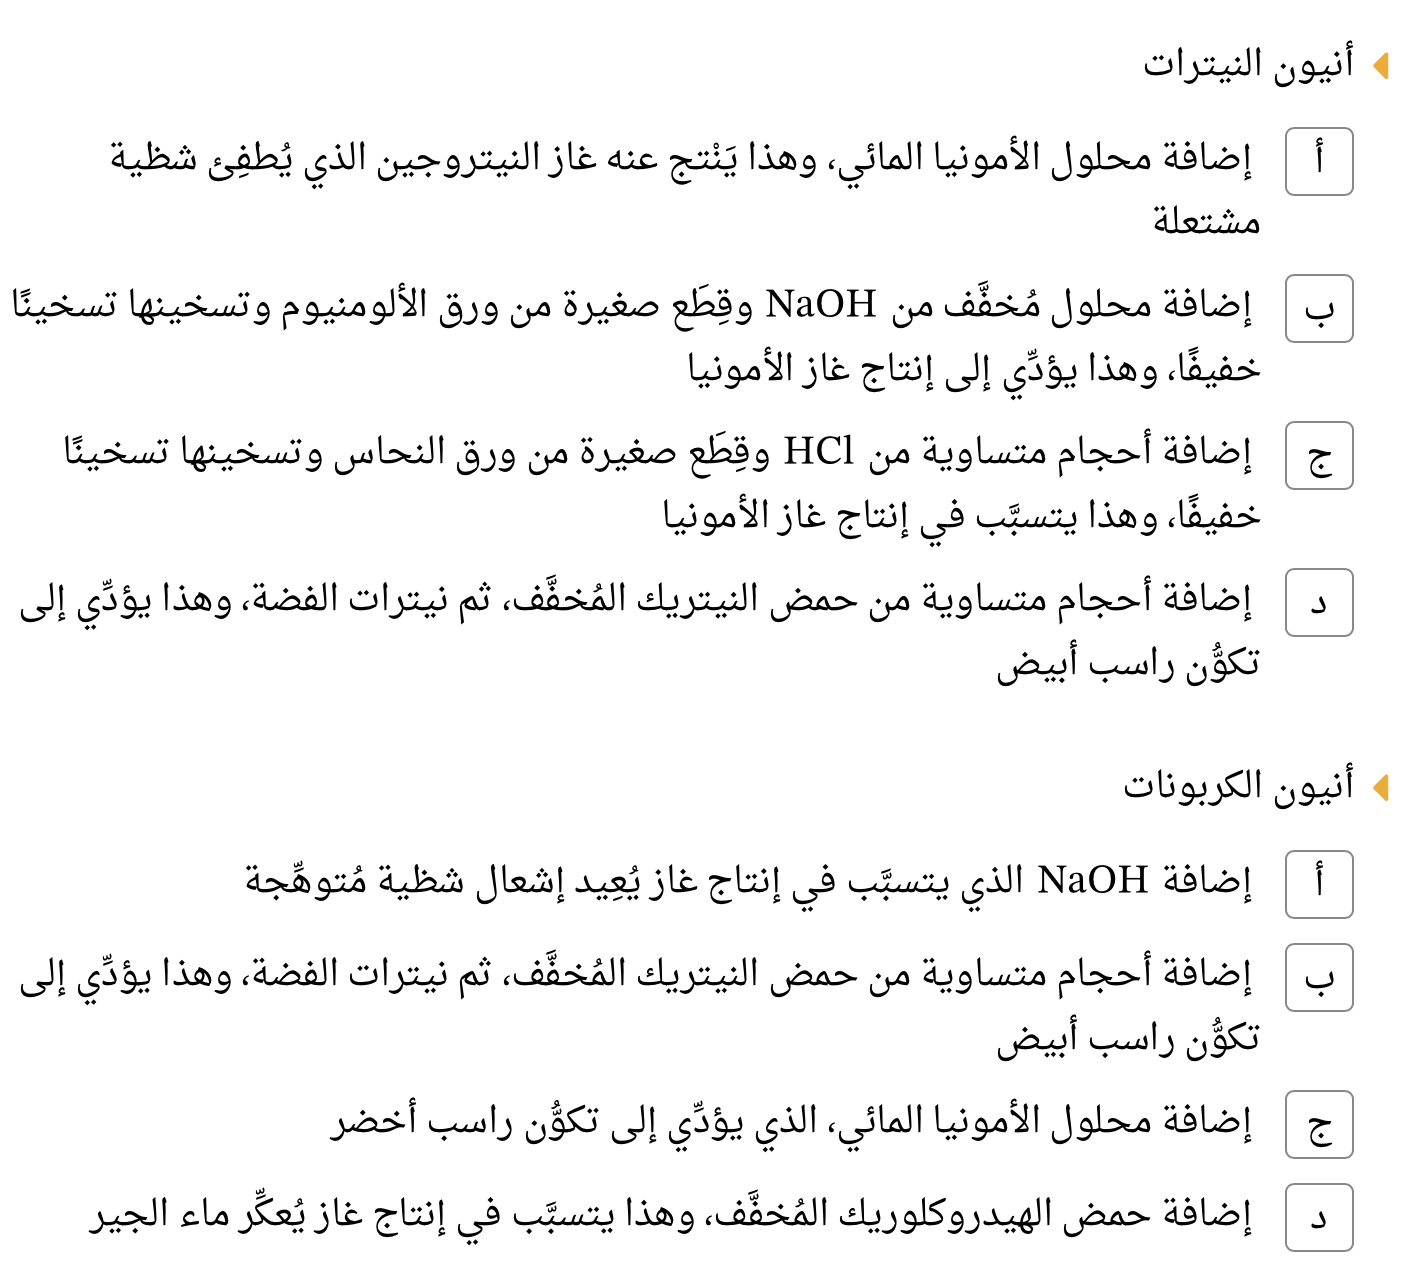 أنيون النيترات
أ إضافة محلول الأمونيا المائي، وهذا يَنْتج عنه غاز النيتروجين الذي يُطفِئ شظية
مشتعلة
ب إضافة محلول مُخفَّف من NaOH وقِطَع صغيرة من ورق الألومنيوم وتسخينها تسخينًا
خفيفًا، وهذا يؤدِّي إلى إنتاج غاز الأمونيا
ج إضافة أحجام متساوية من HCl وقِطَع صغيرة من ورق النحاس وتسخينها تسخينًا
خفيفًا، وهذا يتسبَّب في إنتاج غاز الأمونيا
د إضافة أحجام متساوية من حمض النيتريك المُخفَّف، ثم نيترات الفضة، وهذا يؤدِّي إلى
تكوُّن راسب أبيض
أنيون الكربونات
أ إضافة NaOH الذي يتسبَّب في إنتاج غاز يُعِيد إشعال شظية مُتوهِّجة
ب إضافة أحجام متساوية من حمض النيتريك المُخفَّف، ثم نيترات الفضة، وهذا يؤدِّي إلى
تكوُّن راسب أبيض
ج إضافة محلول الأمونيا المائي، الذي يؤدِّي إلى تكوُّن راسب أخضر
د إضافة حمض الهيدروكلوريك المُخفَّف، وهذا يتسبَّب في إنتاج غاز يُعكِّر ماء الجير